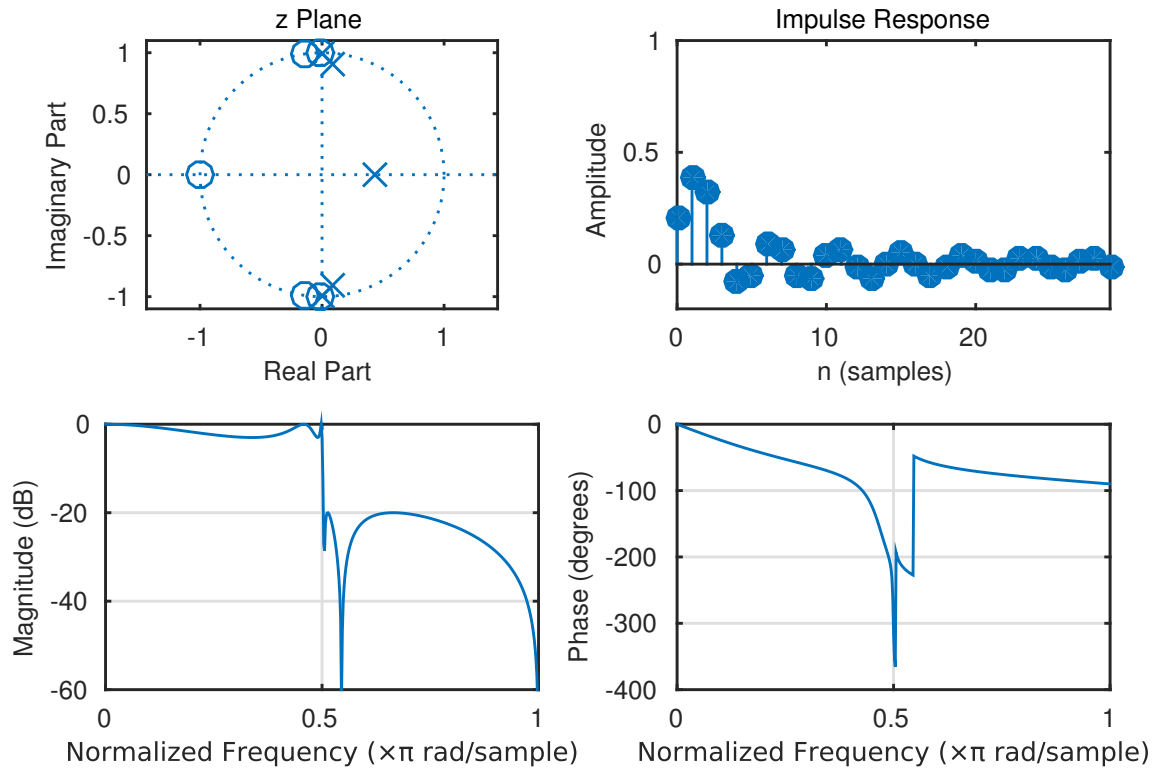 z Plane
1
0.5
0
-0.5
-1
Imaginary Part
-1
0
1
Real Part
Impulse Response
1
0.5
0
Amplitude
0
10
20
n (samples)
0
-20
-40
-60
Magnitude (dB)
0
0.5
1
Normalized Frequency (×π rad/sample)
0
-100
-200
-300
-400
Phase (degrees)
0
0.5
1
Normalized Frequency (×π rad/sample)